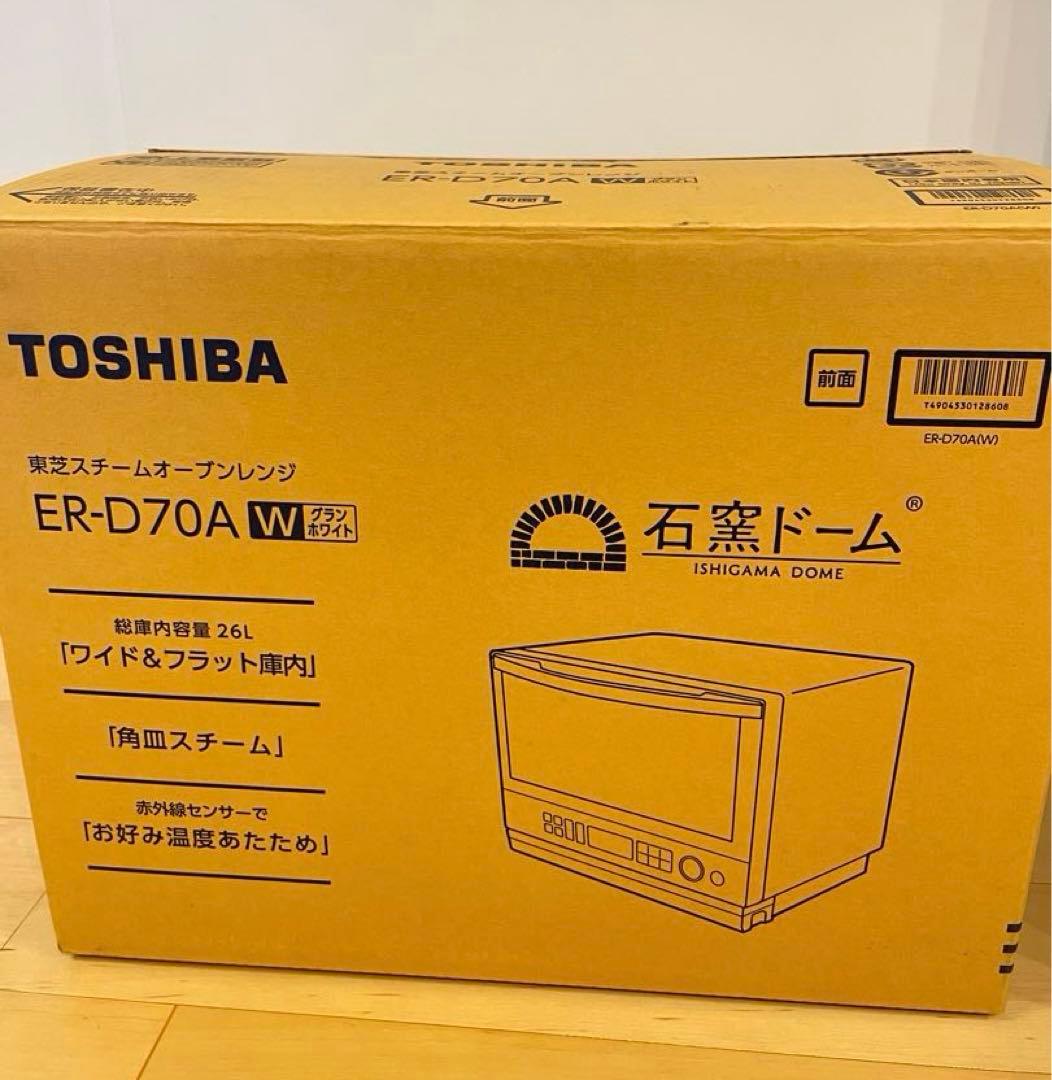 TOSHIBA
ER-D70A W
ER-D70A(W)
TOSHIBA
前面
T4904530128608
ER-D70A(W)
東芝スチームオーブンレンジ
ER-D70A W グランホワイト
石窯ドーム®
ISHIGAMA DOME
総庫内容量 26L
「ワイド&フラット庫内」
「角皿スチーム」
赤外線センサーで
「お好み温度あたため」